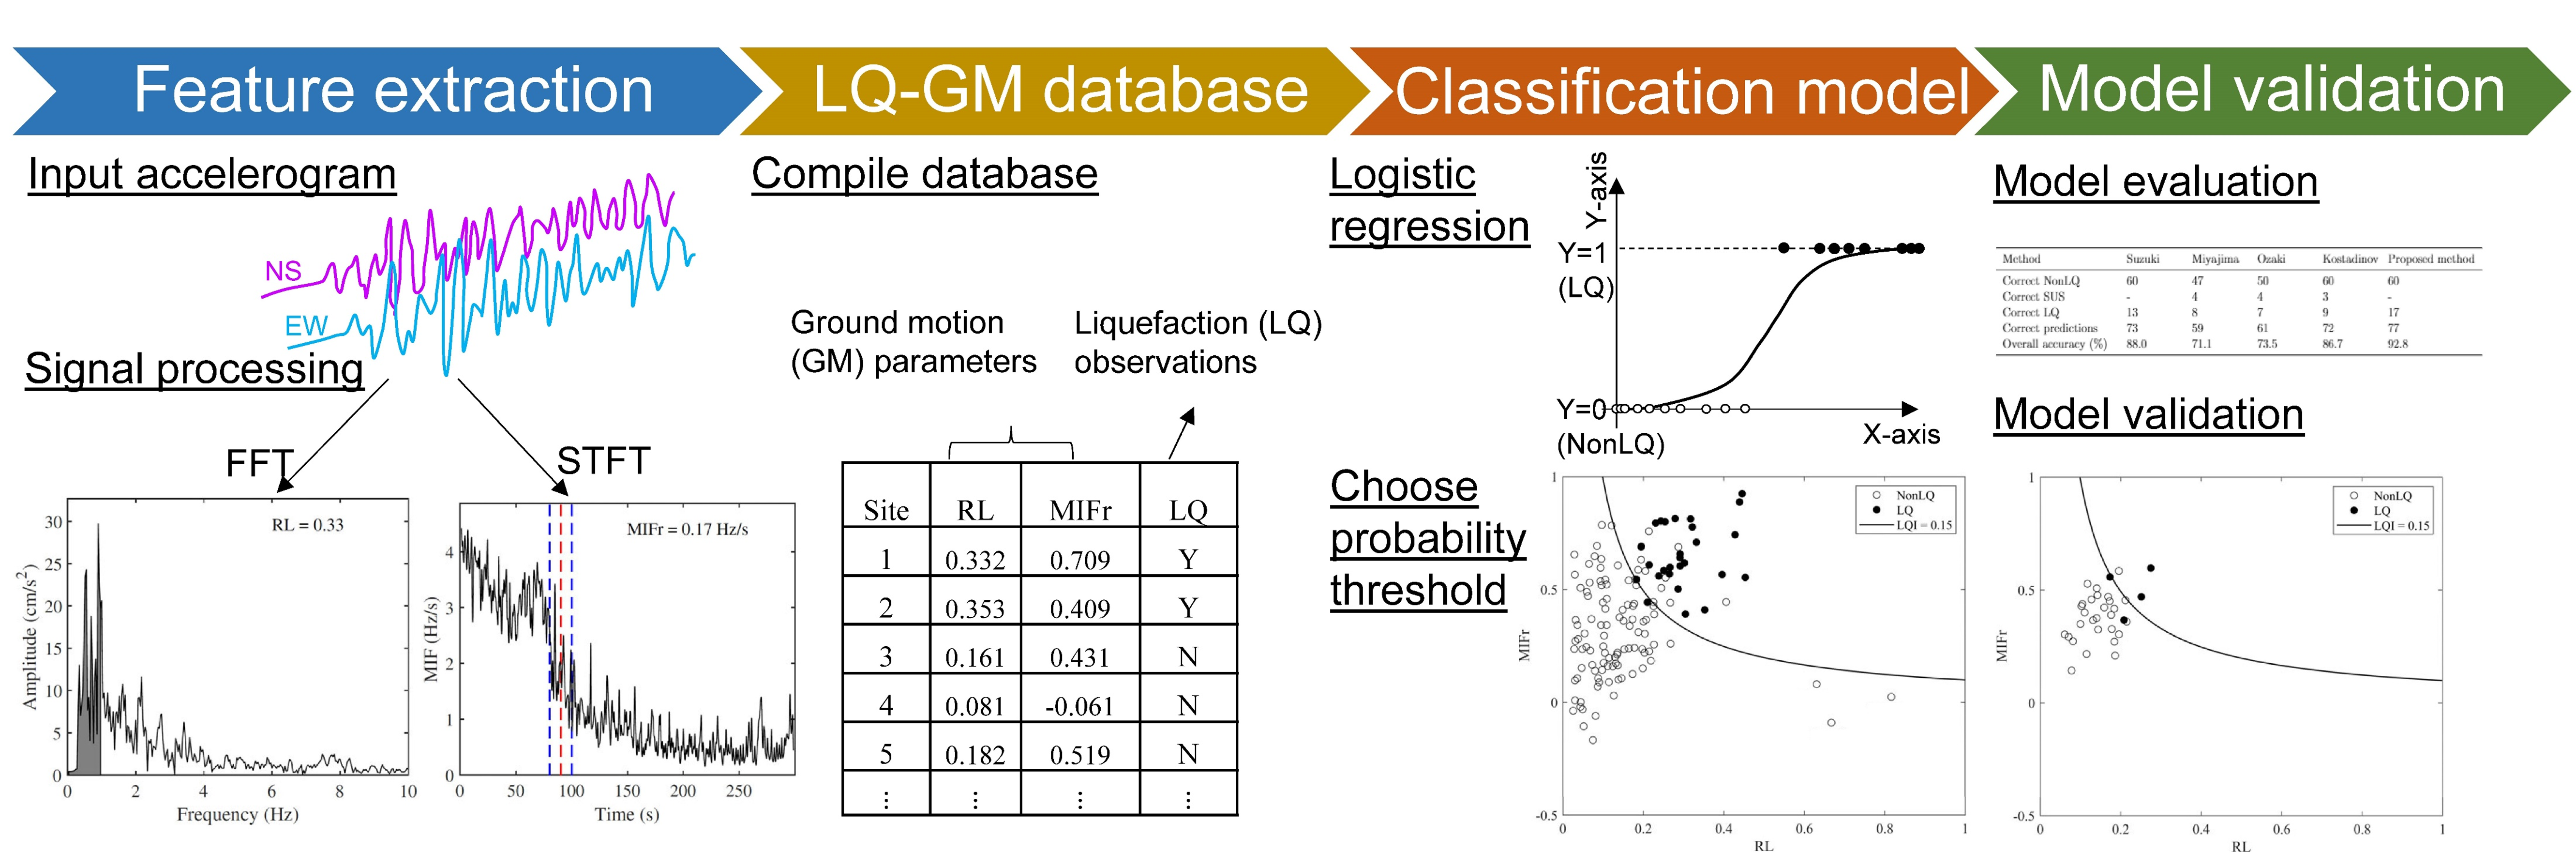 Feature extraction
LQ-GM database
Classification model
Model validation
Input accelerogram
NS
EW
Signal processing
FFT
STFT
RL = 0.33
Amplitude (cm/s²)
30
25
20
15
10
5
0
0 2 4 6 8 10
Frequency (Hz)
MIFr = 0.17 Hz/s
MIF (Hz/s)
4
3
2
1
0
0 50 100 150 200 250
Time (s)
Compile database
Ground motion
(GM) parameters
Liquefaction (LQ)
observations
Site RL MIFr LQ
1 0.332 0.709 Y
2 0.353 0.409 Y
3 0.161 0.431 N
4 0.081 -0.061 N
5 0.182 0.519 N
⋮ ⋮ ⋮ ⋮
Logistic
regression
Y-axis
Y=1
(LQ)
Y=0
(NonLQ)
X-axis
Choose
probability
threshold
NonLQ
LQ
LQI = 0.15
MIFr
1
0.5
0
-0.5
0 0.2 0.4 0.6 0.8 1
RL
Model evaluation
Method Suzuki Miyajima Ozaki Kostadinov Proposed method
Correct NonLQ 60 47 50 60 60
Correct SUS - 4 4 3 -
Correct LQ 13 8 7 9 17
Correct predictions 73 59 61 72 77
Overall accuracy (%) 88.0 71.1 73.5 86.7 92.8
Model validation
NonLQ
LQ
LQI = 0.15
MIFr
1
0.5
0
-0.5
0 0.2 0.4 0.6 0.8 1
RL